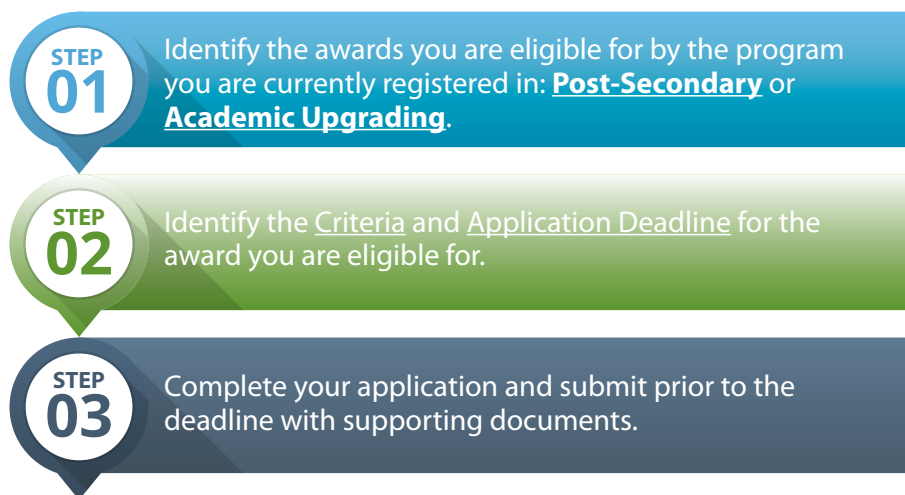 STEP
01
Identify the awards you are eligible for by the program
you are currently registered in: Post-Secondary or
Academic Upgrading.
STEP
02
Identify the Criteria and Application Deadline for the
award you are eligible for.
STEP
03
Complete your application and submit prior to the
deadline with supporting documents.